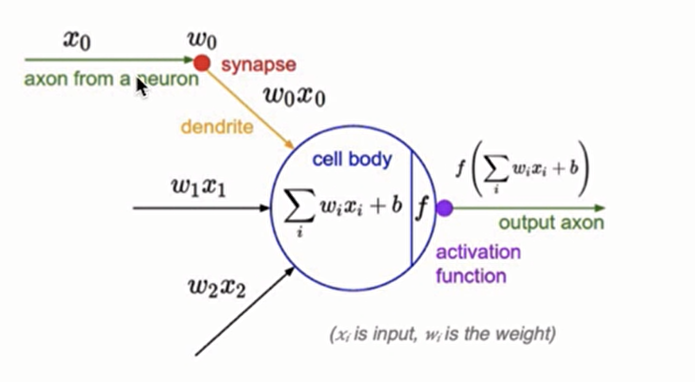 x₀ w₀
axon from a neuron
synapse
w₀x₀
dendrite
cell body
f(∑ᵢ wᵢxᵢ + b)
w₁x₁
∑ᵢ wᵢxᵢ + b f
output axon
activation
function
w₂x₂
(xᵢ is input, wᵢ is the weight)